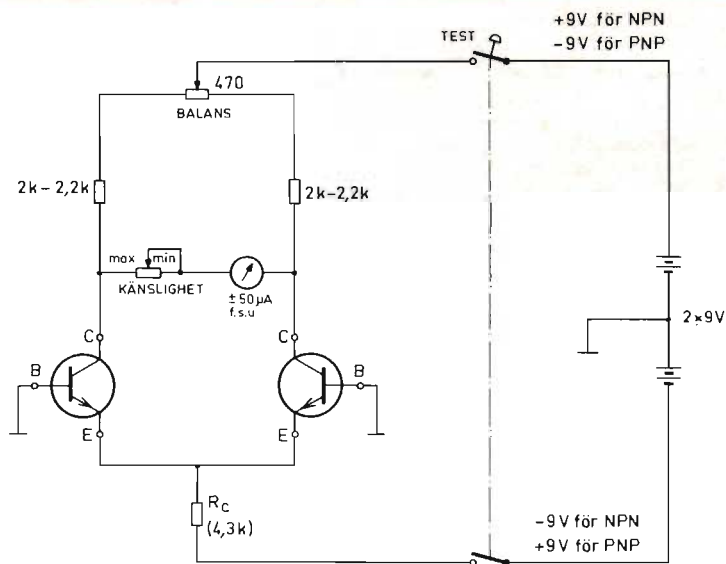 +9V för NPN
−9V för PNP
TEST
470
BALANS
2k−2,2k
2k−2,2k
max
min
KÄNSLIGHET
±50µA
f.s.u
2×9V
C
C
B
B
E
E
RC
(4,3k)
−9V för NPN
+9V för PNP